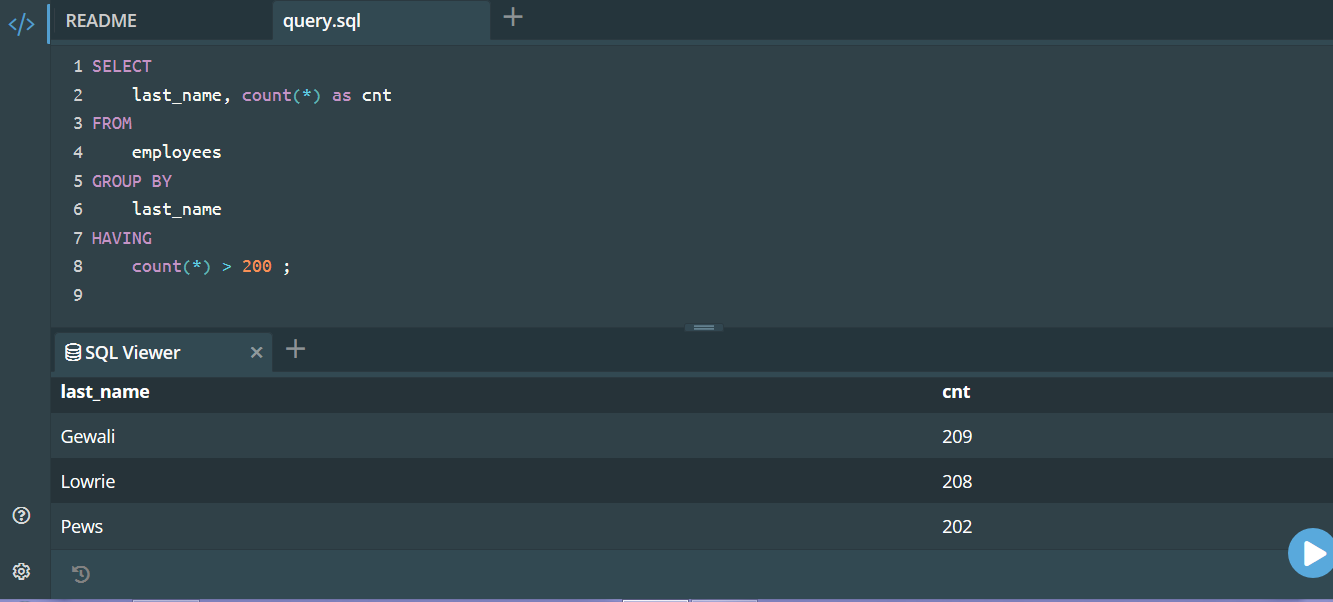 </> README query.sql +
1 SELECT
2 last_name, count(*) as cnt
3 FROM
4 employees
5 GROUP BY
6 last_name
7 HAVING
8 count(*) > 200 ;
9
SQL Viewer × +
last_name cnt
Gewali 209
Lowrie 208
Pews 202